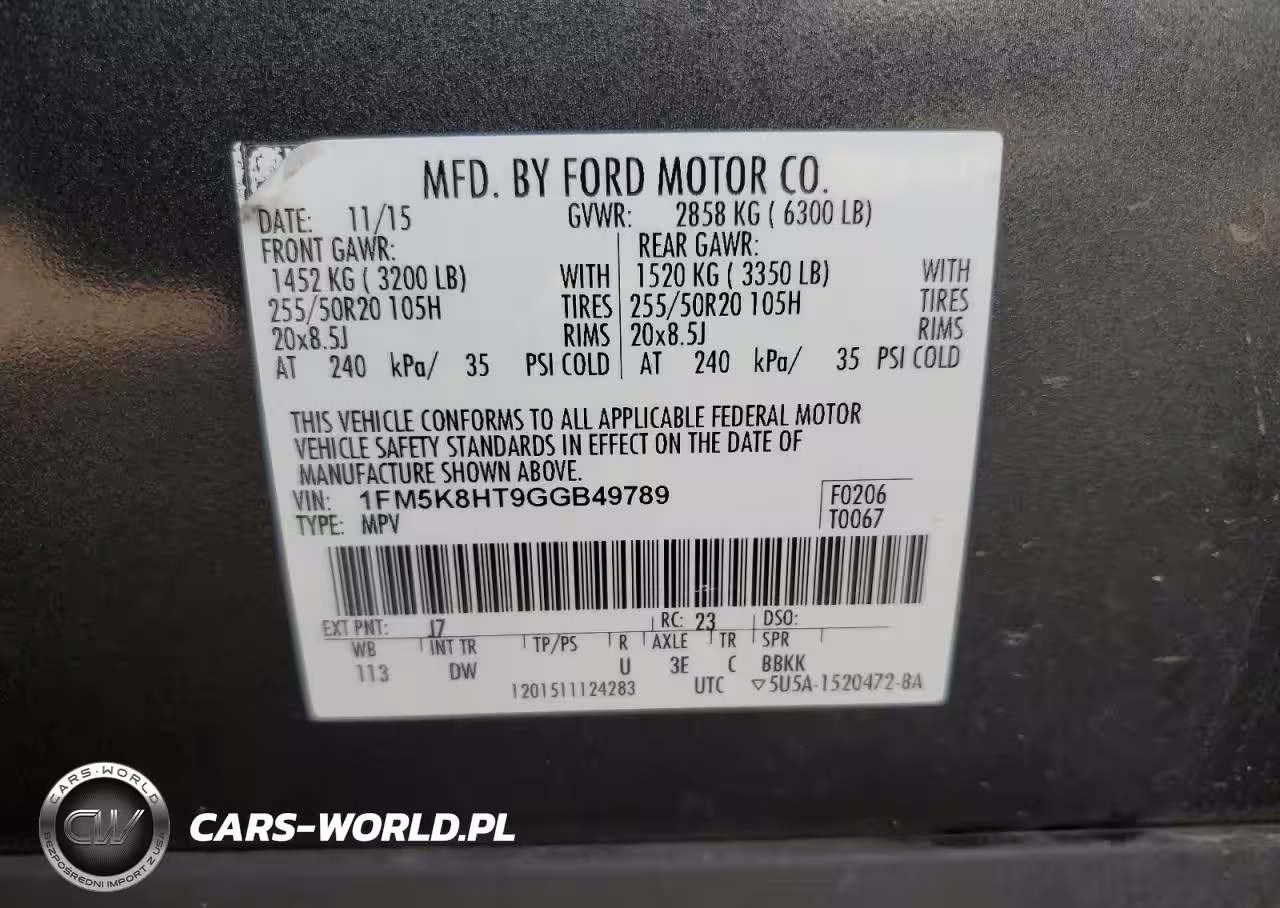 MFD. BY FORD MOTOR CO.
DATE: 11/15 GVWR: 2858 KG ( 6300 LB)
FRONT GAWR: REAR GAWR:
1452 KG ( 3200 LB) WITH 1520 KG ( 3350 LB) WITH
255/50R20 105H TIRES 255/50R20 105H TIRES
20x8.5J RIMS 20x8.5J RIMS
AT 240 kPa/ 35 PSI COLD AT 240 kPa/ 35 PSI COLD
THIS VEHICLE CONFORMS TO ALL APPLICABLE FEDERAL MOTOR
VEHICLE SAFETY STANDARDS IN EFFECT ON THE DATE OF
MANUFACTURE SHOWN ABOVE.
VIN: 1FM5K8HT9GGB49789 F0206
TYPE: MPV T0067
EXT PNT: J7 RC: 23 DSO:
WB INT TR TP/PS R AXLE TR SPR
113 DW U 3E C BBKK
1201511124283 UTC ▽5U5A-1520472-BA
CARS-WORLD
CW
BEZPOŚREDNI IMPORT Z USA
CARS-WORLD.PL